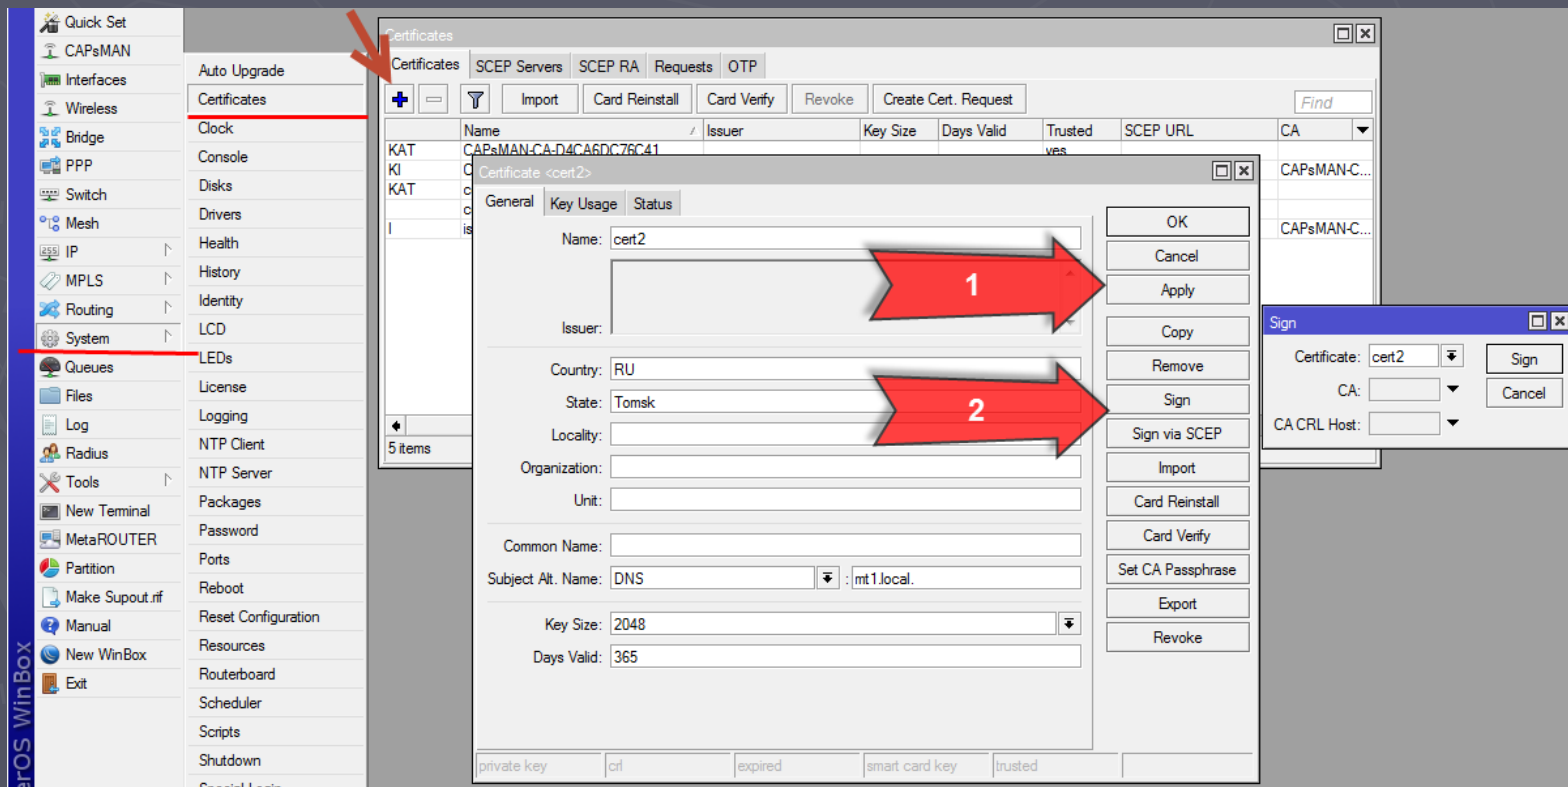 Quick Set
CAPsMAN
Interfaces
Wireless
Bridge
PPP
Switch
Mesh
IP
MPLS
Routing
System
Queues
Files
Log
Radius
Tools
New Terminal
MetaROUTER
Partition
Make Supout.rif
Manual
New WinBox
Exit
erOS WinBox
Auto Upgrade
Certificates
Clock
Console
Disks
Drivers
Health
History
Identity
LCD
LEDs
License
Logging
NTP Client
NTP Server
Packages
Password
Ports
Reboot
Reset Configuration
Resources
Routerboard
Scheduler
Scripts
Shutdown
Special Login
Certificates
Certificates SCEP Servers SCEP RA Requests OTP
Import Card Reinstall Card Verify Revoke Create Cert. Request Find
Name Issuer Key Size Days Valid Trusted SCEP URL CA
KAT CAPsMAN-CA-D4CA6DC76C41 yes
KI C CAPsMAN-C...
KAT c
c
I is CAPsMAN-C...
5 items
Certificate <cert2>
General Key Usage Status
Name: cert2
Issuer:
Country: RU
State: Tomsk
Locality:
Organization:
Unit:
Common Name:
Subject Alt. Name: DNS : mt1.local.
Key Size: 2048
Days Valid: 365
private key crl expired smart card key trusted
OK
Cancel
Apply
Copy
Remove
Sign
Sign via SCEP
Import
Card Reinstall
Card Verify
Set CA Passphrase
Export
Revoke
1
2
Sign
Certificate: cert2 Sign
CA: Cancel
CA CRL Host: